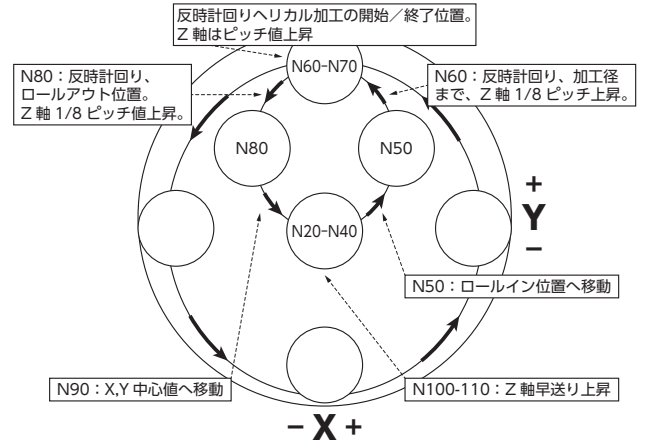 反時計回りヘリカル加工の開始／終了位置。
Z 軸はピッチ値上昇
N80：反時計回り、
ロールアウト位置。
Z 軸 1/8 ピッチ値上昇。
N60：反時計回り、加工径
まで、Z 軸 1/8 ピッチ上昇。
N60-N70
N80
N50
N20-N40
+
Y
−
N50：ロールイン位置へ移動
N90：X,Y 中心値へ移動
N100-110：Z 軸早送り上昇
− X +